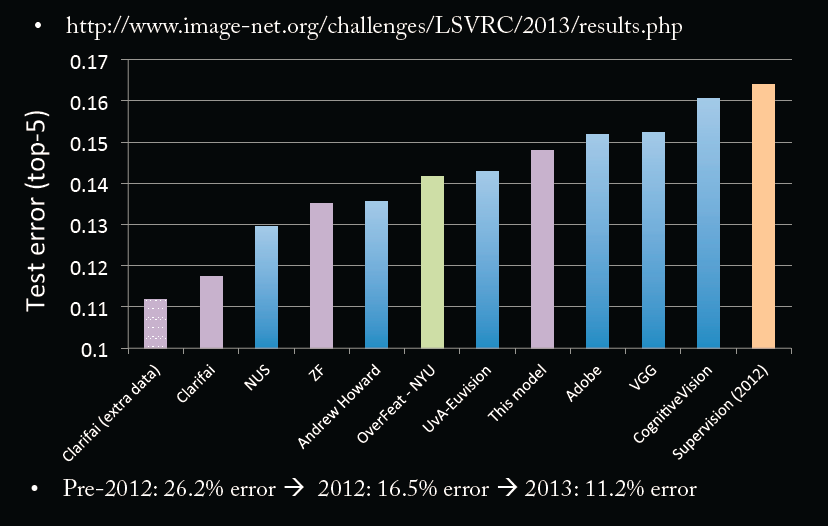 • http://www.image-net.org/challenges/LSVRC/2013/results.php
Test error (top-5)
0.17
0.16
0.15
0.14
0.13
0.12
0.11
0.1
Clarifai (extra data)
Clarifai
NUS
ZF
Andrew Howard
OverFeat - NYU
UvA-Euvision
This model
Adobe
VGG
CognitiveVision
Supervision (2012)
• Pre-2012: 26.2% error → 2012: 16.5% error → 2013: 11.2% error